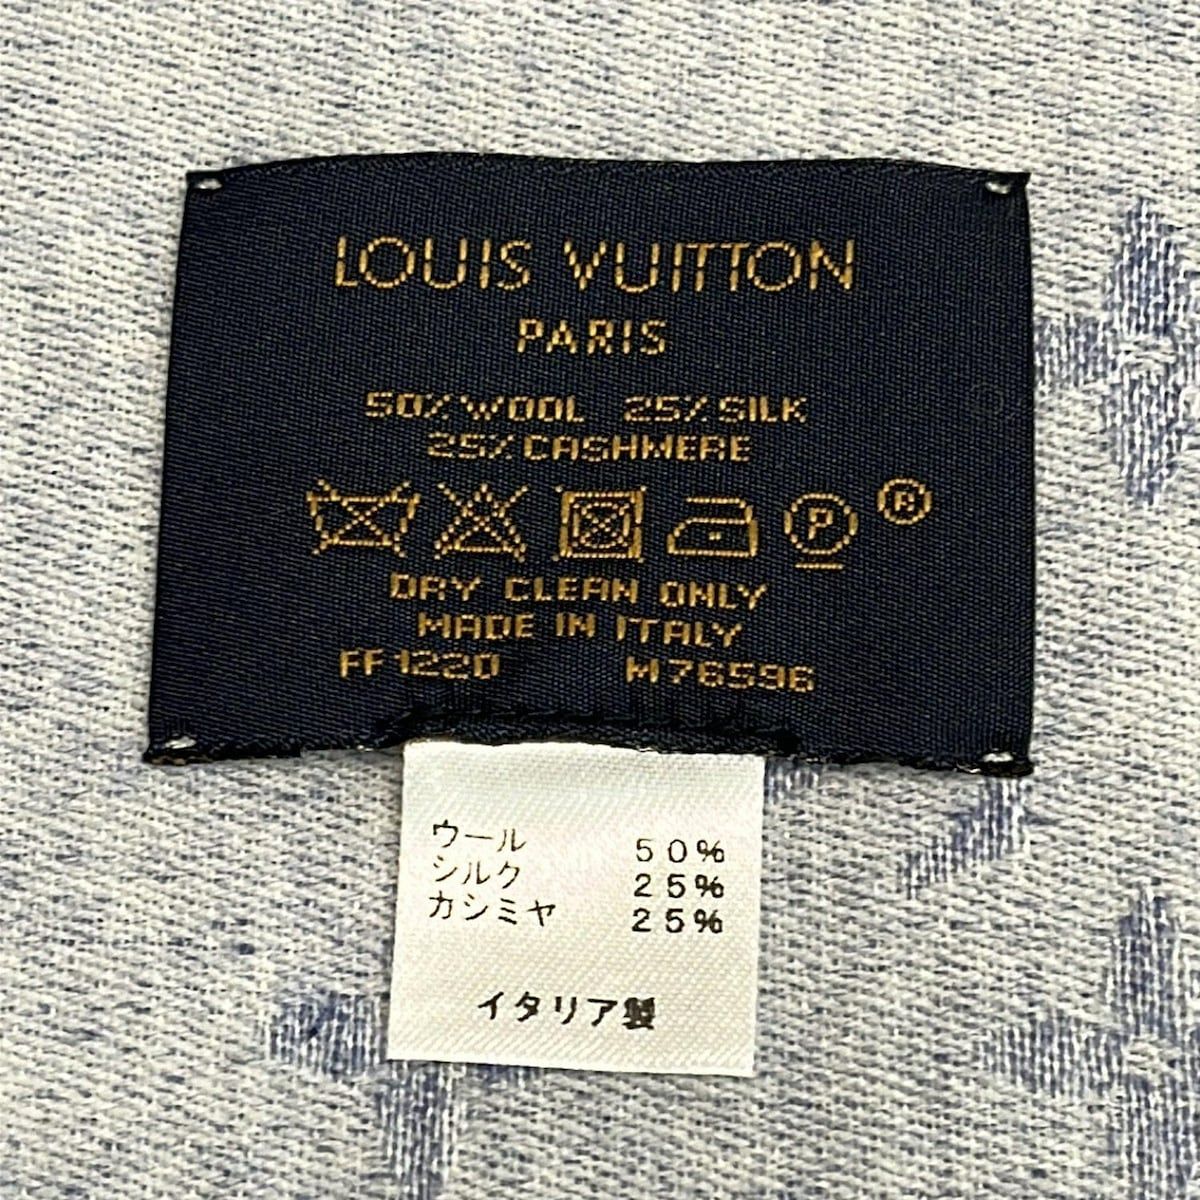 LOUIS VUITTON
PARIS
50% WOOL 25% SILK
25% CASHMERE
P ®
DRY CLEAN ONLY
MADE IN ITALY
FF1220 M76596
ウール 50%
シルク 25%
カシミヤ 25%
イタリア製